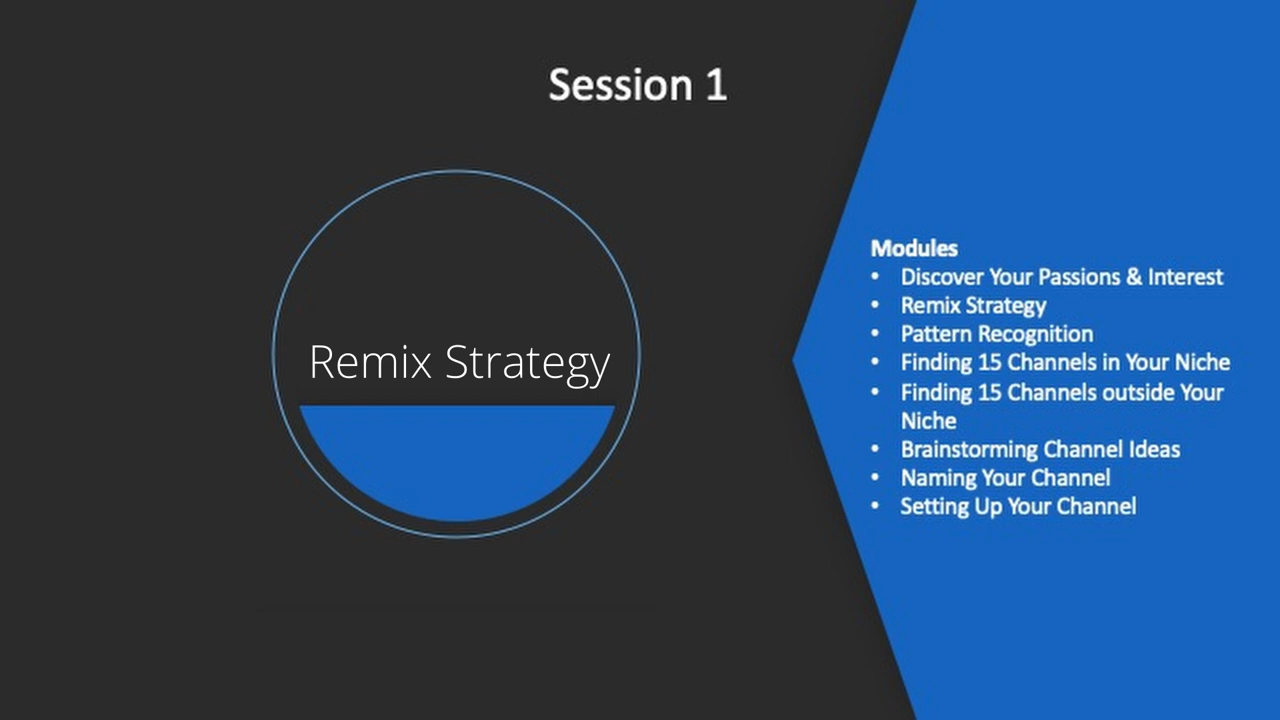 Session 1
Remix Strategy
Modules
• Discover Your Passions & Interest
• Remix Strategy
• Pattern Recognition
• Finding 15 Channels in Your Niche
• Finding 15 Channels outside Your
Niche
• Brainstorming Channel Ideas
• Naming Your Channel
• Setting Up Your Channel